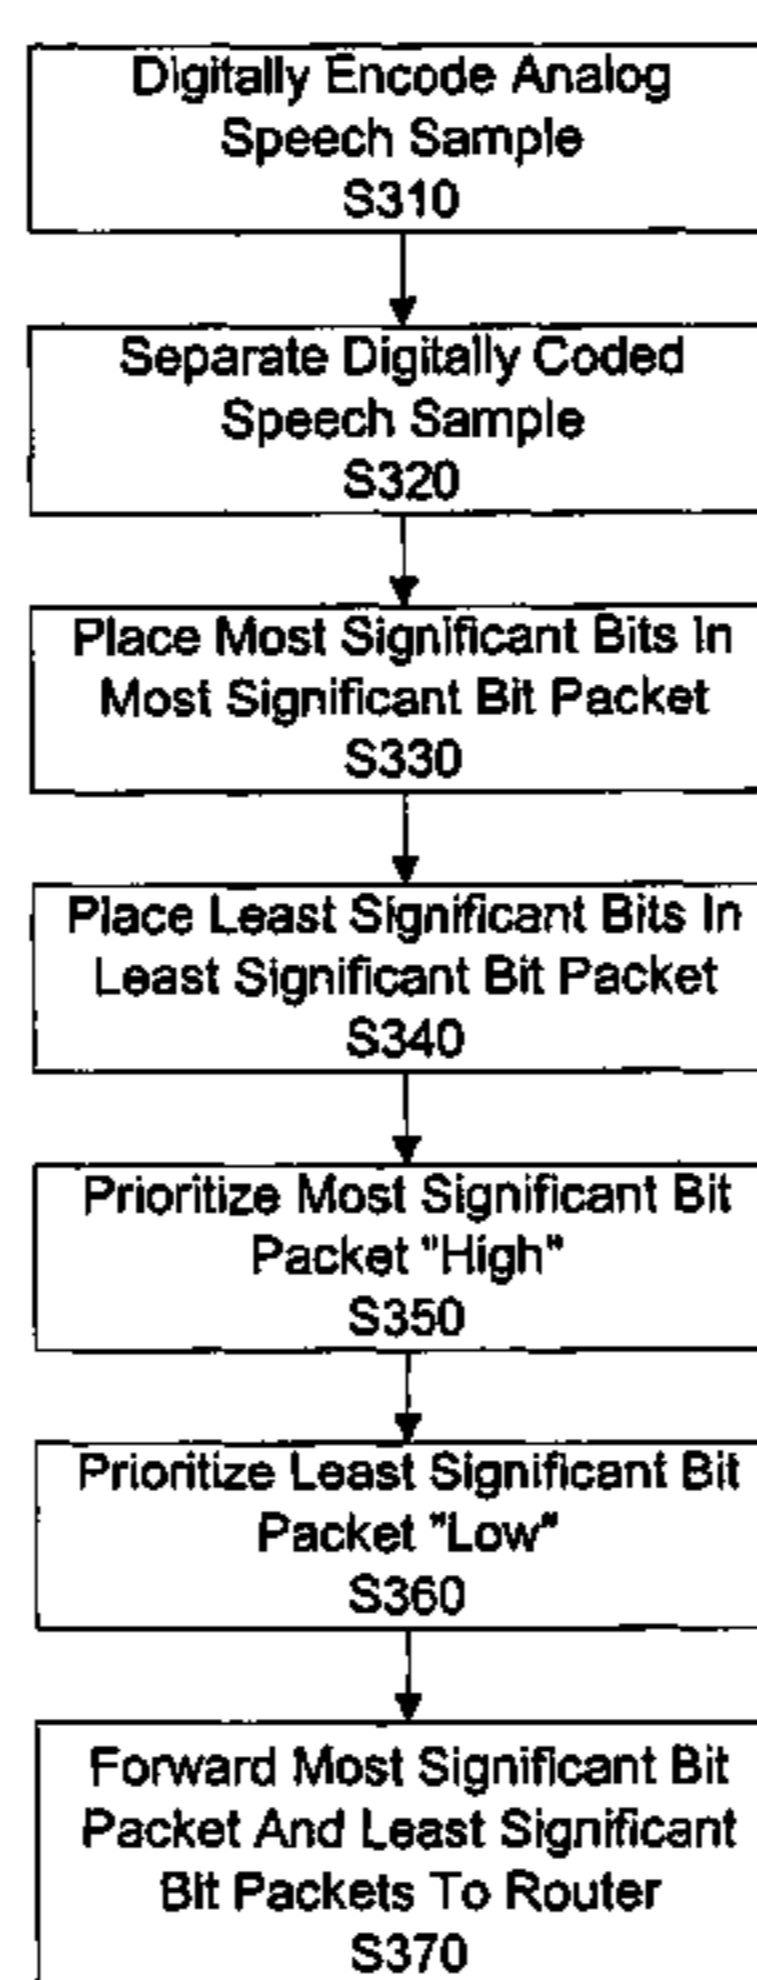 Digitally Encode Analog
Speech Sample
S310
Separate Digitally Coded
Speech Sample
S320
Place Most Significant Bits In
Most Significant Bit Packet
S330
Place Least Significant Bits In
Least Significant Bit Packet
S340
Prioritize Most Significant Bit
Packet "High"
S350
Prioritize Least Significant Bit
Packet "Low"
S360
Forward Most Significant Bit
Packet And Least Significant
Bit Packets To Router
S370